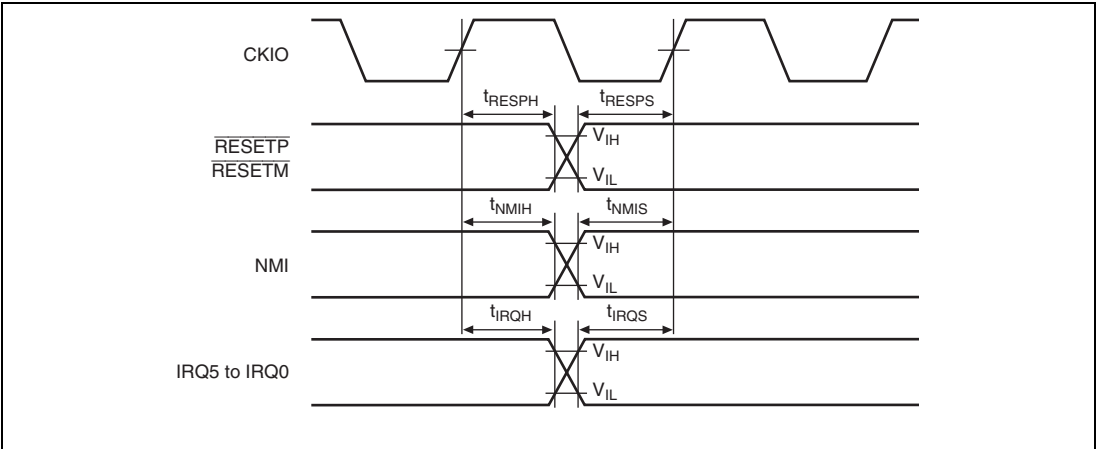 CKIO
tRESPH tRESPS
RESETP
RESETM
VIH
VIL
tNMIH tNMIS
NMI
VIH
VIL
tIRQH tIRQS
IRQ5 to IRQ0
VIH
VIL